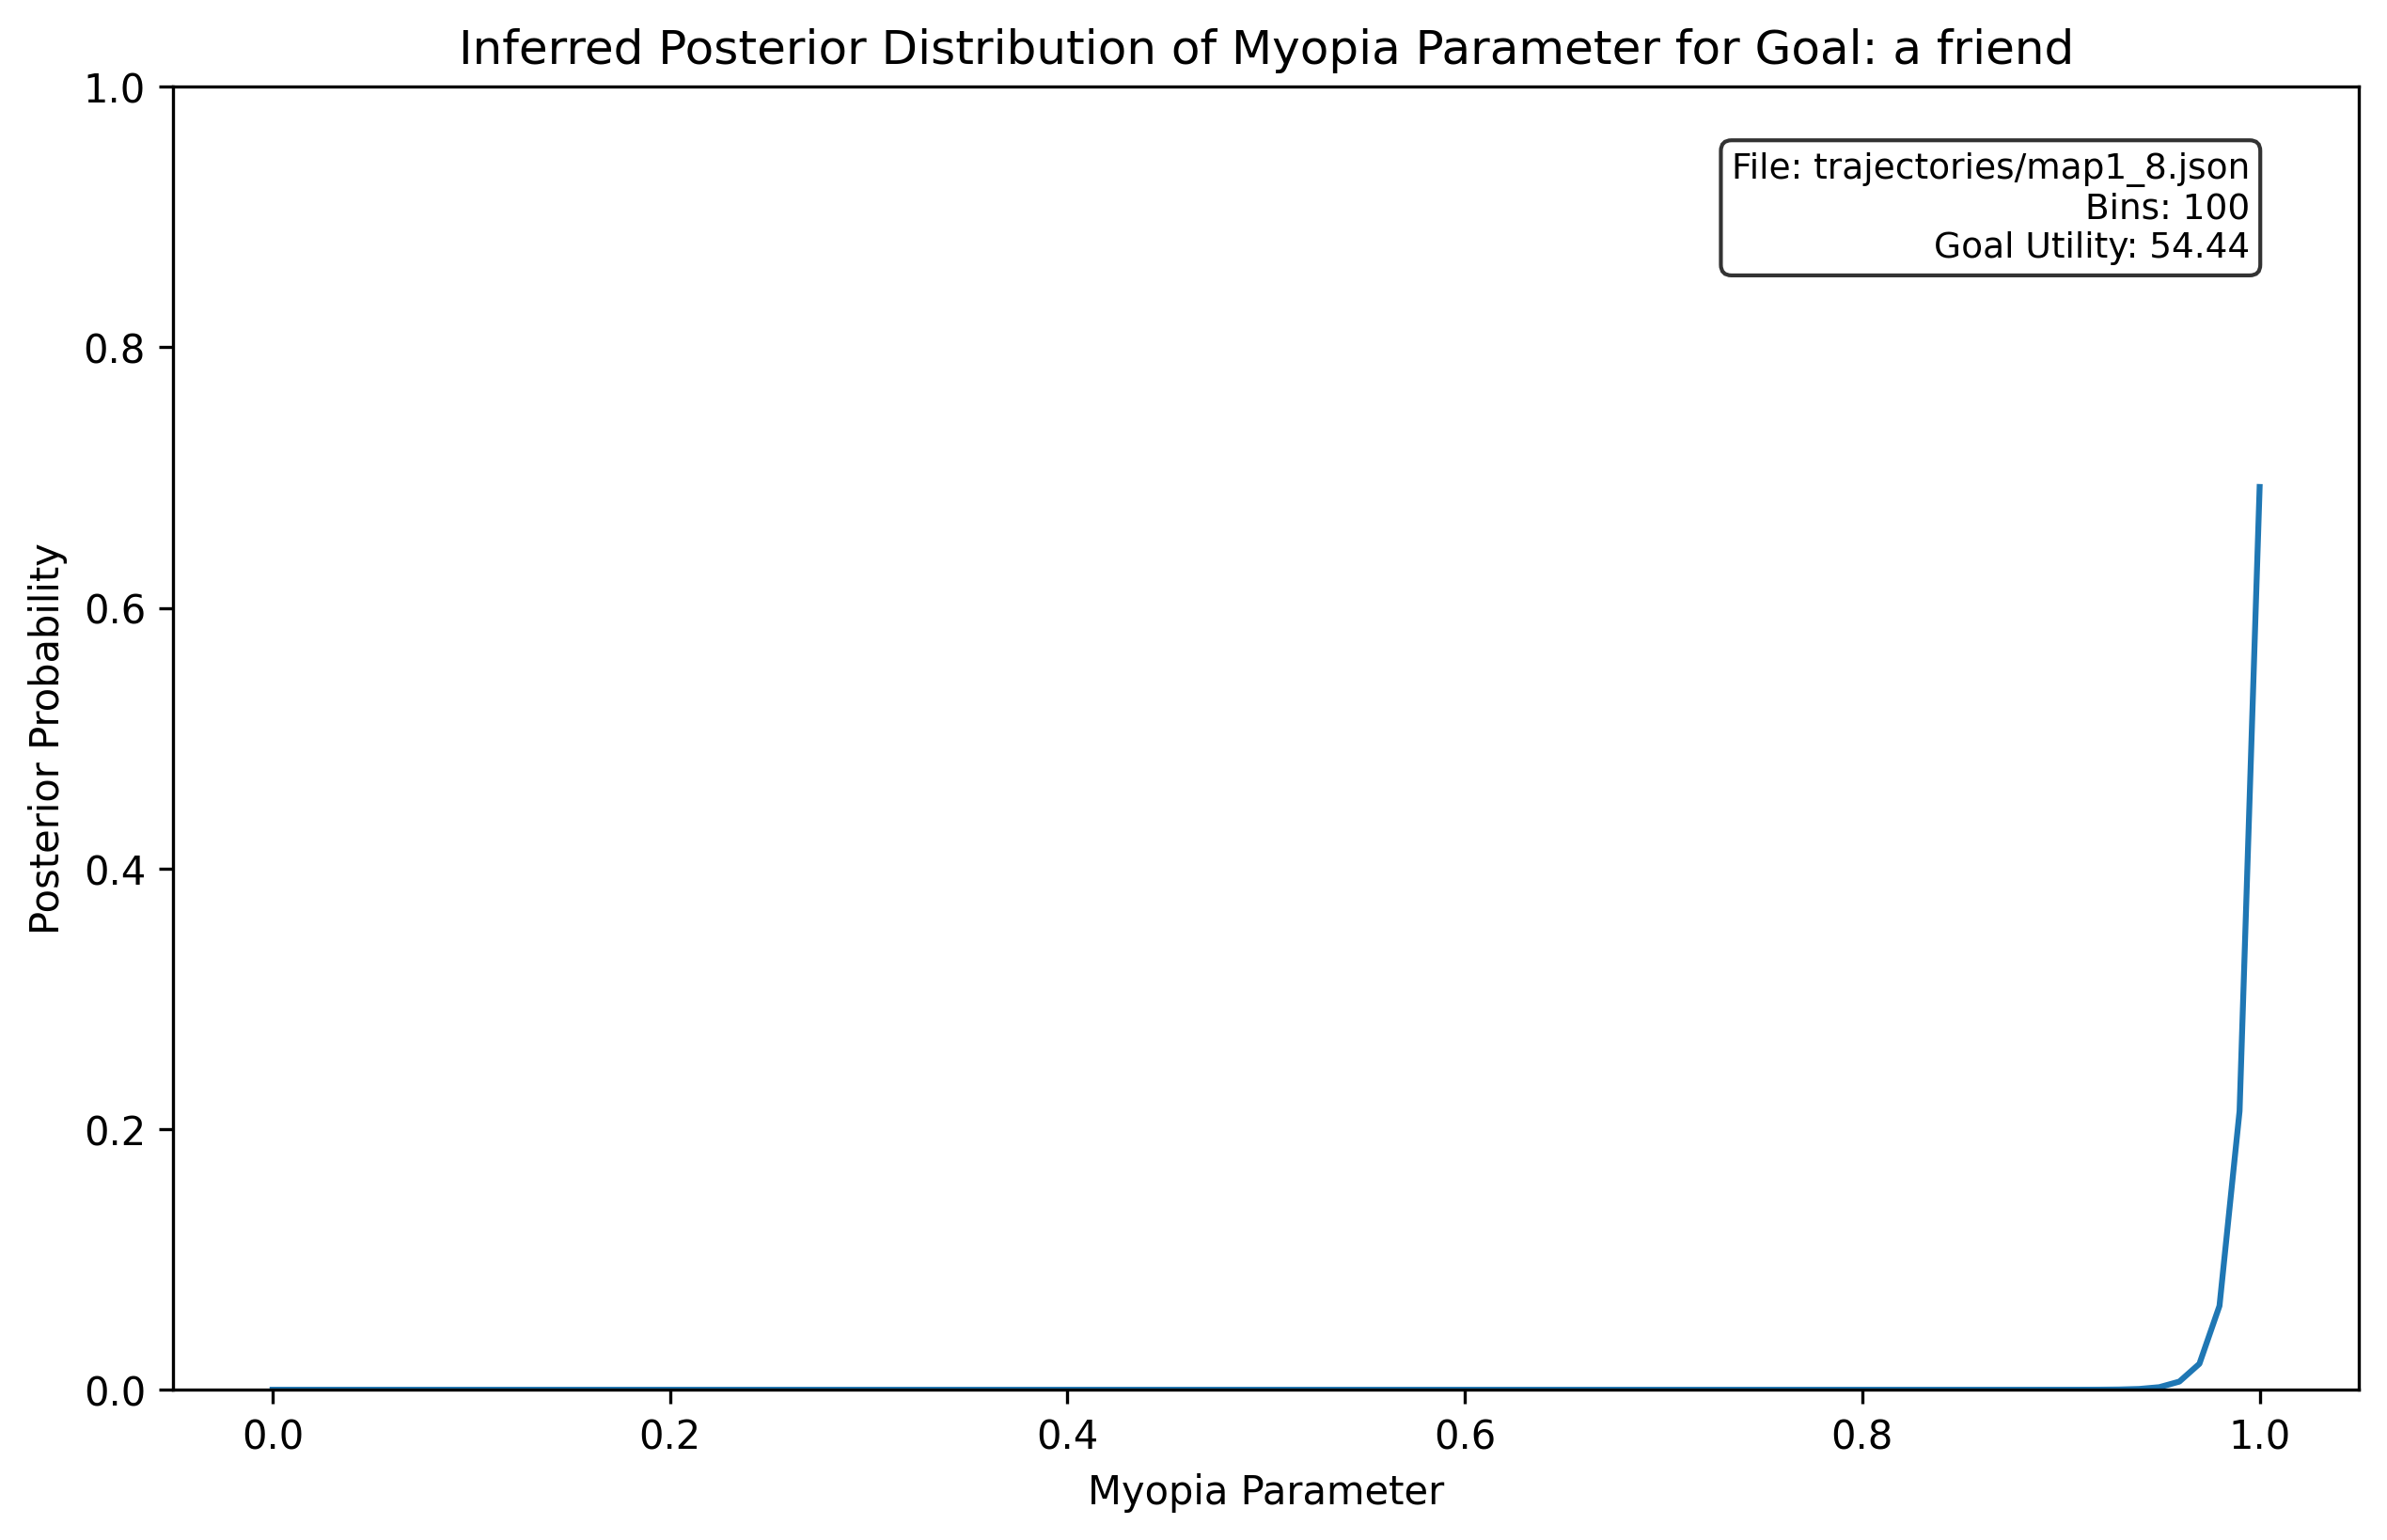 Inferred Posterior Distribution of Myopia Parameter for Goal: a friend
1.0
0.8
0.6
0.4
0.2
0.0
Posterior Probability
File: trajectories/map1_8.json
Bins: 100
Goal Utility: 54.44
0.0 0.2 0.4 0.6 0.8 1.0
Myopia Parameter